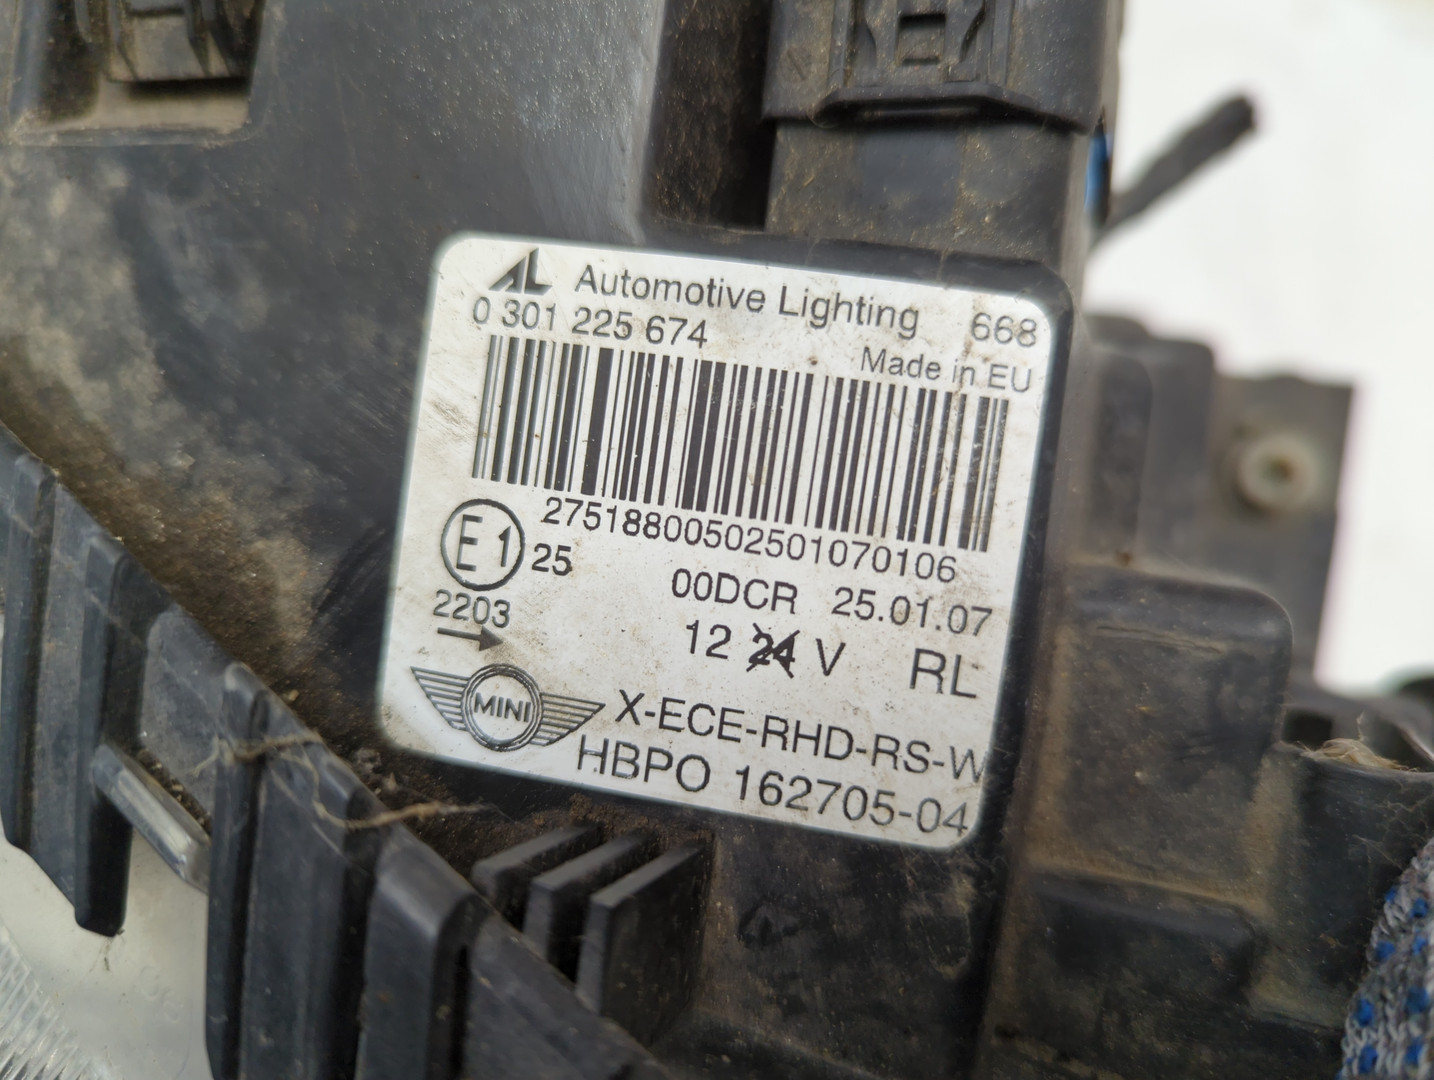 AL Automotive Lighting 668
0 301 225 674
Made in EU
27518800502501070106
E1 25
00DCR 25.01.07
2203
12 24 V RL
MINI
X-ECE-RHD-RS-W
HBPO 162705-04